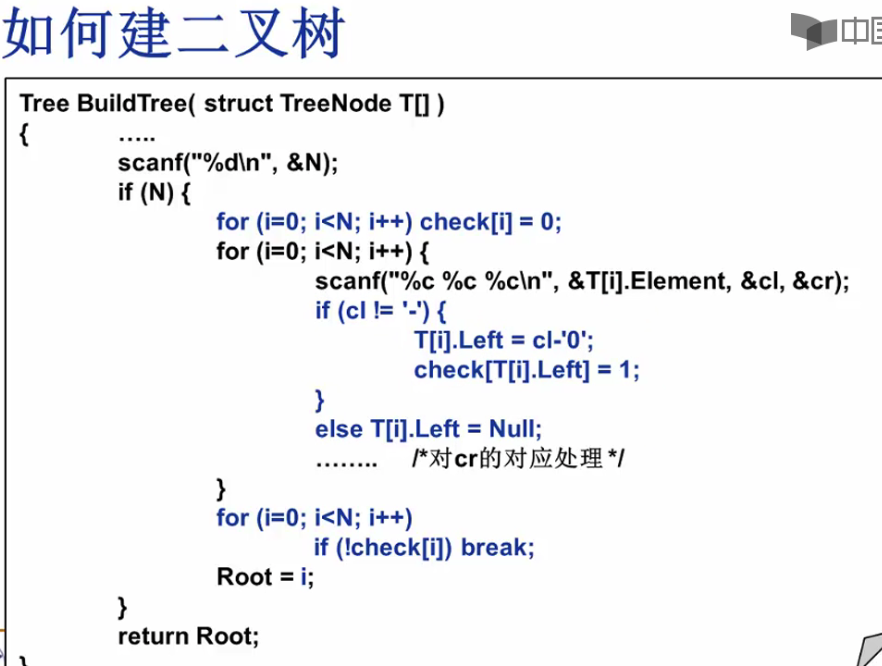 如何建二叉树
中国
Tree BuildTree( struct TreeNode T[] )
{ …..
scanf("%d\n", &N);
if (N) {
for (i=0; i<N; i++) check[i] = 0;
for (i=0; i<N; i++) {
scanf("%c %c %c\n", &T[i].Element, &cl, &cr);
if (cl != '-') {
T[i].Left = cl-'0';
check[T[i].Left] = 1;
}
else T[i].Left = Null;
…….. /*对cr的对应处理 */
}
for (i=0; i<N; i++)
if (!check[i]) break;
Root = i;
}
return Root;
}